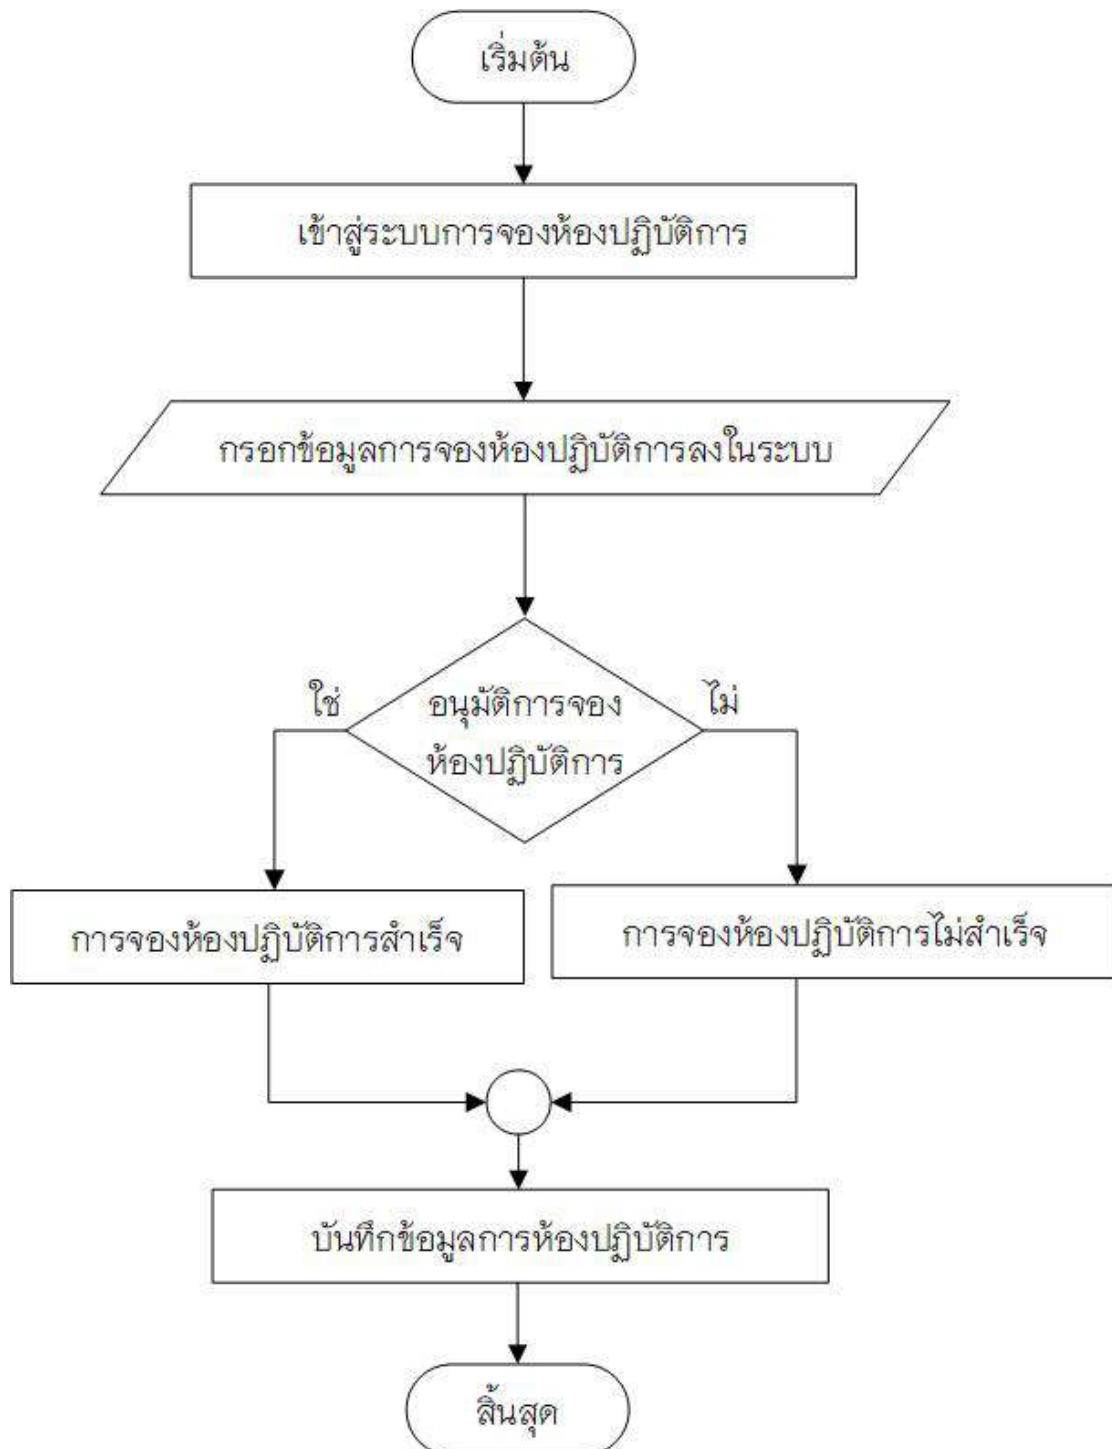 เริ่มต้น
เข้าสู่ระบบการจองห้องปฏิบัติการ
กรอกข้อมูลการจองห้องปฏิบัติการลงในระบบ
ใช่
อนุมัติการจอง
ห้องปฏิบัติการ
ไม่
การจองห้องปฏิบัติการสำเร็จ
การจองห้องปฏิบัติการไม่สำเร็จ
บันทึกข้อมูลการห้องปฏิบัติการ
สิ้นสุด